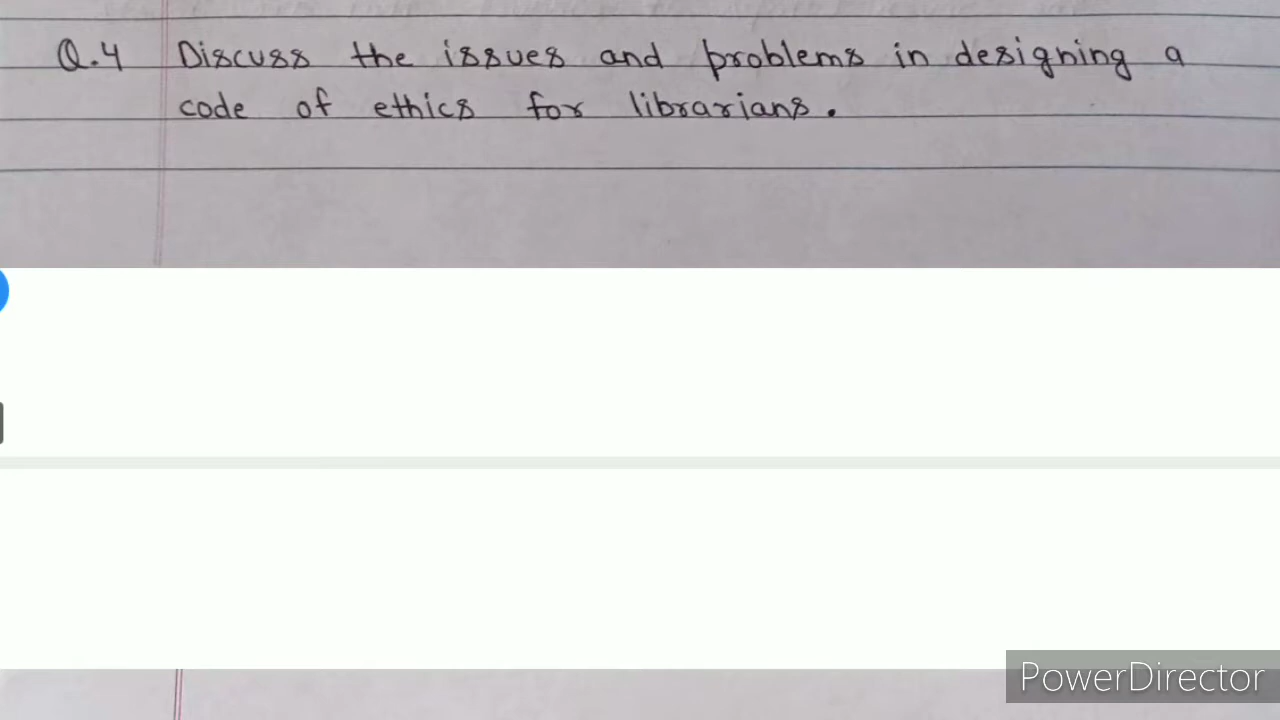 Q.4 Discuss the issues and problems in designing a
code of ethics for librarians.
PowerDirector